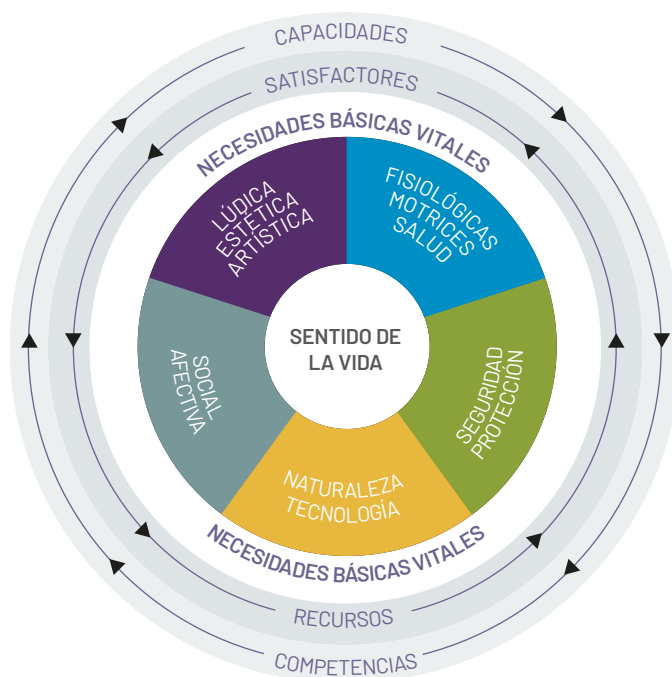 CAPACIDADES
SATISFACTORES
NECESIDADES BÁSICAS VITALES
LÚDICA
ESTÉTICA
ARTÍSTICA
FISIOLÓGICAS
MOTRICES
SALUD
SENTIDO DE
LA VIDA
SOCIAL
AFECTIVA
SEGURIDAD
PROTECCIÓN
NATURALEZA
TECNOLOGÍA
NECESIDADES BÁSICAS VITALES
RECURSOS
COMPETENCIAS